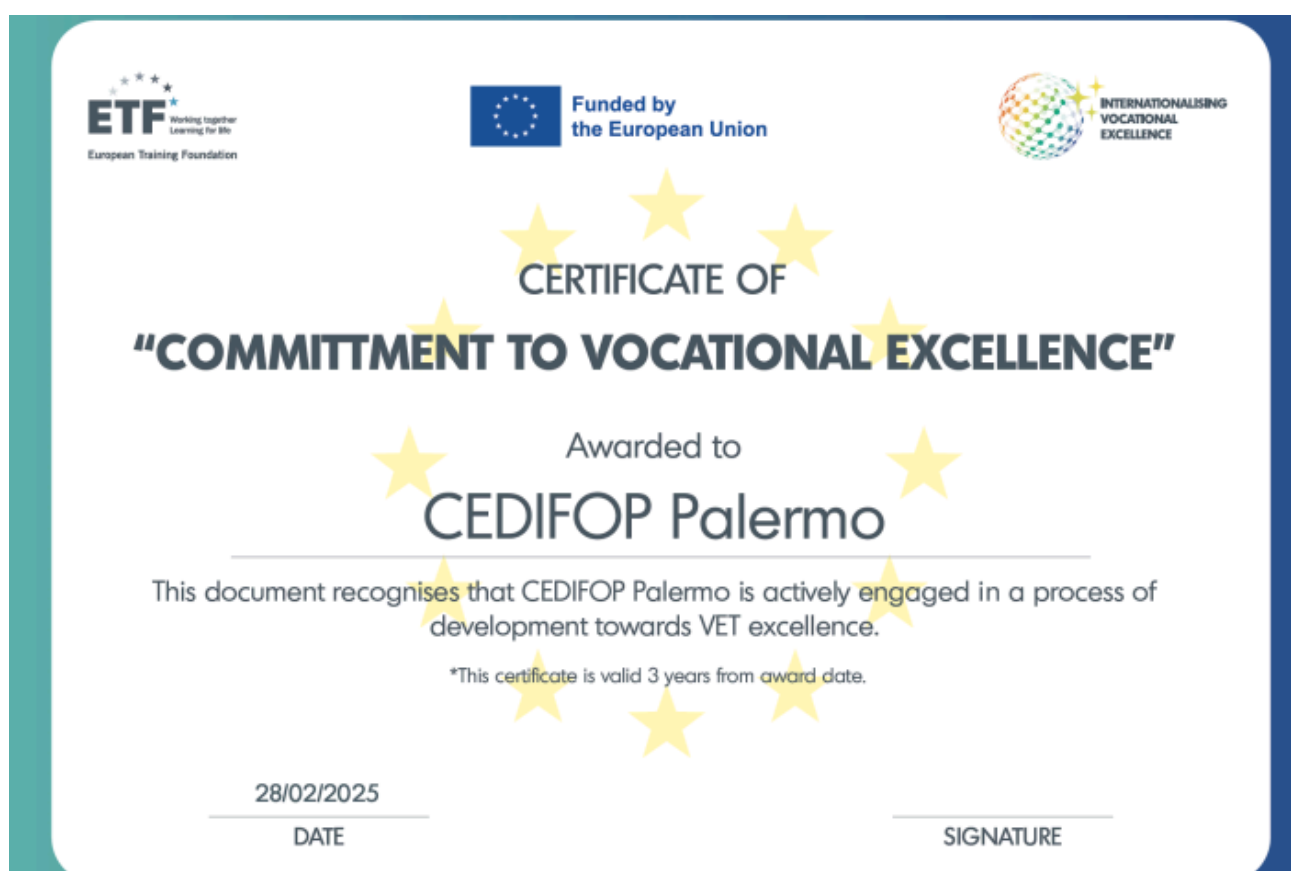 ETF
Working together
Learning for life
European Training Foundation
Funded by
the European Union
INTERNATIONALISING
VOCATIONAL
EXCELLENCE
CERTIFICATE OF
"COMMITTMENT TO VOCATIONAL EXCELLENCE"
Awarded to
CEDIFOP Palermo
This document recognises that CEDIFOP Palermo is actively engaged in a process of
development towards VET excellence.
*This certificate is valid 3 years from award date.
28/02/2025
DATE
SIGNATURE